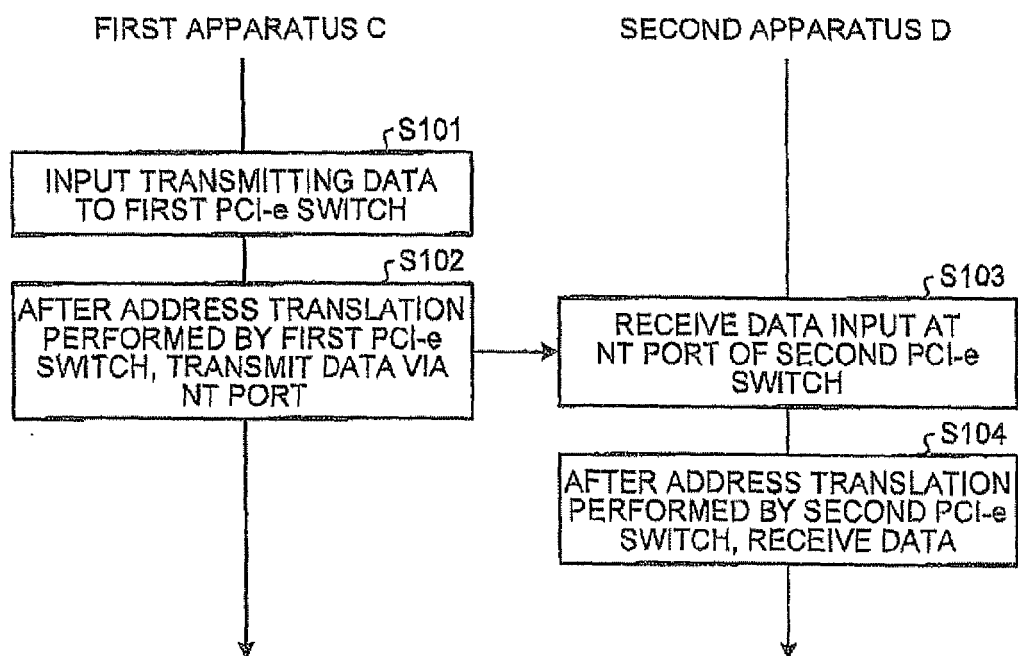 FIRST APPARATUS C
SECOND APPARATUS D
S101
INPUT TRANSMITTING DATA
TO FIRST PCI-e SWITCH
S102
AFTER ADDRESS TRANSLATION
PERFORMED BY FIRST PCI-e
SWITCH, TRANSMIT DATA VIA
NT PORT
S103
RECEIVE DATA INPUT AT
NT PORT OF SECOND PCI-e
SWITCH
S104
AFTER ADDRESS TRANSLATION
PERFORMED BY SECOND PCI-e
SWITCH, RECEIVE DATA